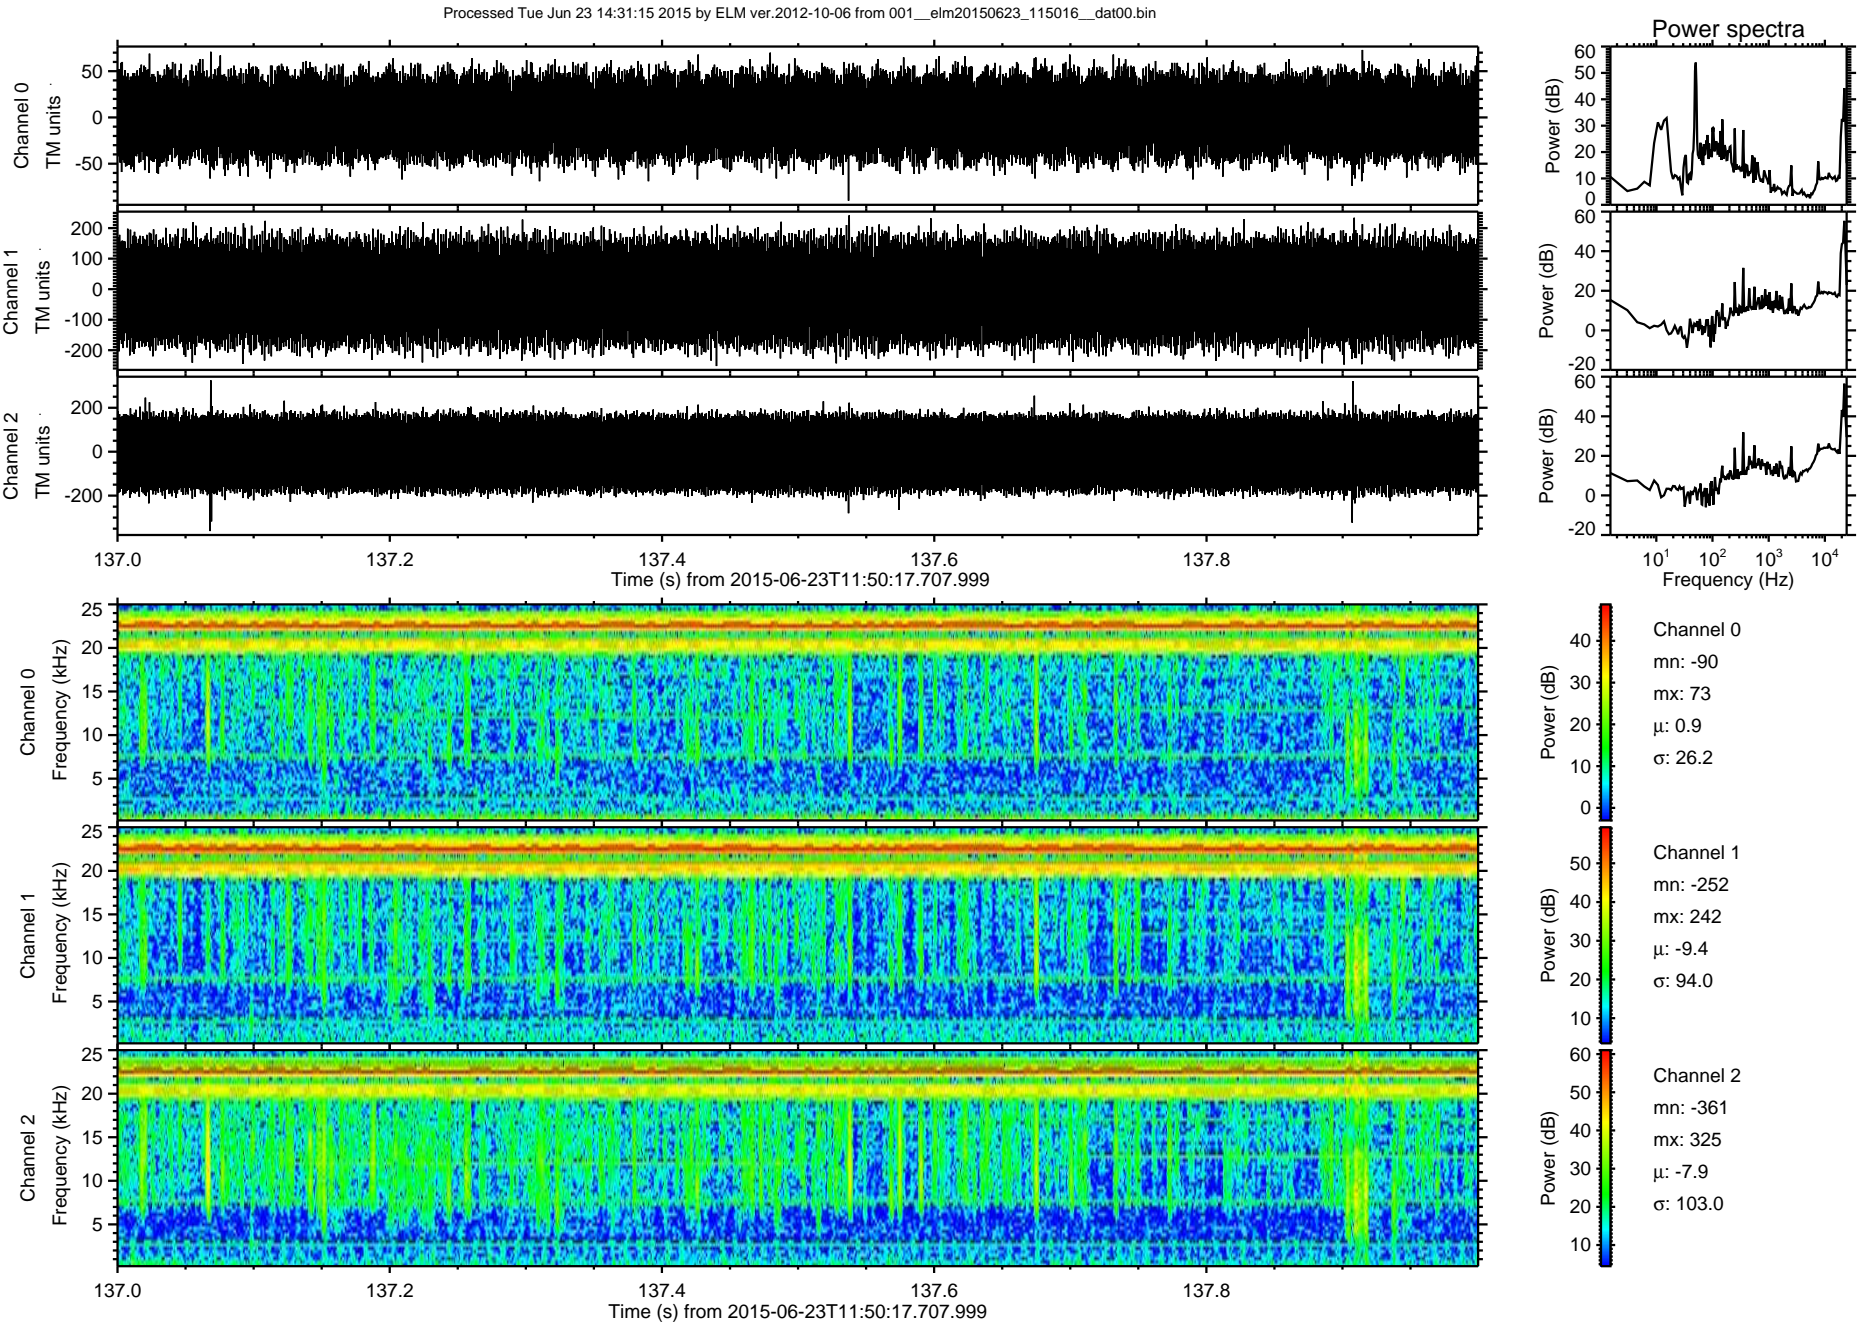 Processed Tue Jun 23 14:31:15 2015 by ELM ver.2012-10-06 from 001__elm20150623_115016__dat00.bin
Power spectra
Channel 0
TM units
50
0
-50
Power (dB)
60
50
40
30
20
10
0
Channel 1
TM units
200
100
0
-100
-200
Power (dB)
60
40
20
0
-20
Channel 2
TM units
200
0
-200
Power (dB)
60
40
20
0
-20
137.0 137.2 137.4 137.6 137.8
Time (s) from 2015-06-23T11:50:17.707.999
10¹ 10² 10³ 10⁴
Frequency (Hz)
Channel 0
Frequency (kHz)
25
20
15
10
5
Power (dB)
40
30
20
10
0
Channel 0
mn: -90
mx: 73
µ: 0.9
σ: 26.2
Channel 1
Frequency (kHz)
25
20
15
10
5
Power (dB)
50
40
30
20
10
Channel 1
mn: -252
mx: 242
µ: -9.4
σ: 94.0
Channel 2
Frequency (kHz)
25
20
15
10
5
Power (dB)
60
50
40
30
20
10
Channel 2
mn: -361
mx: 325
µ: -7.9
σ: 103.0
137.0 137.2 137.4 137.6 137.8
Time (s) from 2015-06-23T11:50:17.707.999